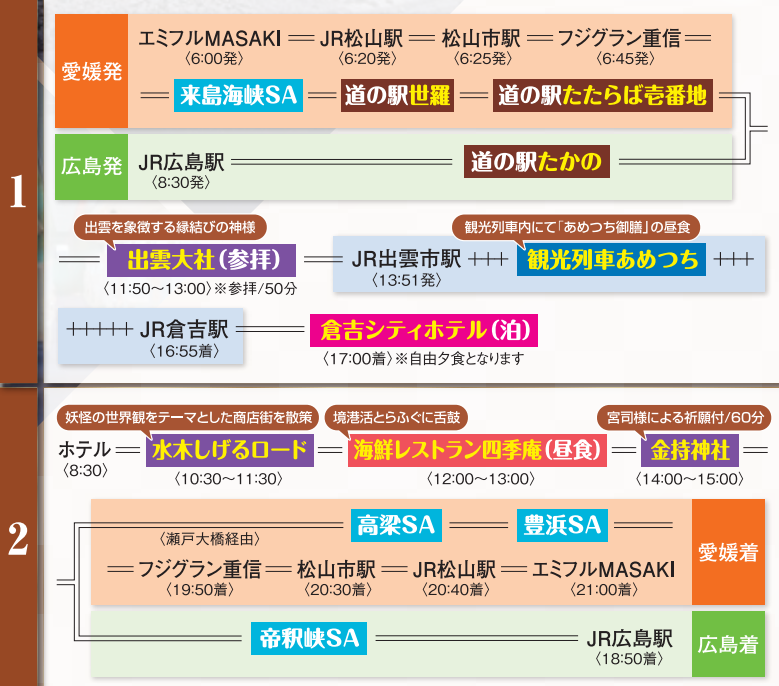 1
愛媛発
エミフルMASAKI JR松山駅 松山市駅 フジグラン重信
〈6:00発〉 〈6:20発〉 〈6:25発〉 〈6:45発〉
来島海峡SA 道の駅世羅 道の駅たたらば壱番地
広島発
JR広島駅 道の駅たかの
〈8:30発〉
出雲を象徴する縁結びの神様 観光列車内にて「あめつち御膳」の昼食
出雲大社(参拝) JR出雲市駅 観光列車あめつち
〈11:50～13:00〉※参拝/50分 〈13:51発〉
JR倉吉駅 倉吉シティホテル(泊)
〈16:55着〉 〈17:00着〉※自由夕食となります
2
妖怪の世界観をテーマとした商店街を散策 境港活とらふぐに舌鼓 宮司様による祈願付/60分
ホテル 水木しげるロード 海鮮レストラン四季庵(昼食) 金持神社
〈8:30〉 〈10:30～11:30〉 〈12:00～13:00〉 〈14:00～15:00〉
〈瀬戸大橋経由〉 高梁SA 豊浜SA
愛媛着
フジグラン重信 松山市駅 JR松山駅 エミフルMASAKI
〈19:50着〉 〈20:30着〉 〈20:40着〉 〈21:00着〉
帝釈峡SA JR広島駅
〈18:50着〉
広島着